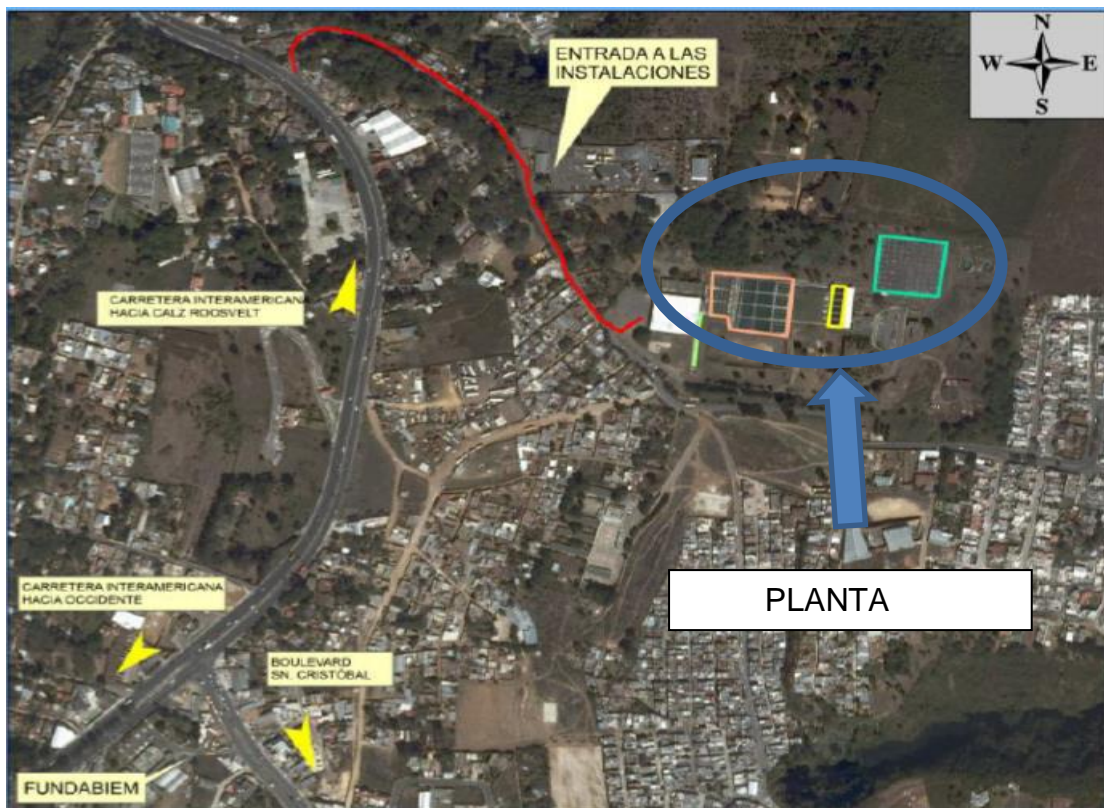 N
W E
S
ENTRADA A LAS
INSTALACIONES
CARRETERA INTERAMERICANA
HACIA CALZ ROOSVELT
PLANTA
CARRETERA INTERAMERICANA
HACIA OCCIDENTE
BOULEVARD
SN. CRISTÓBAL
FUNDABIEM